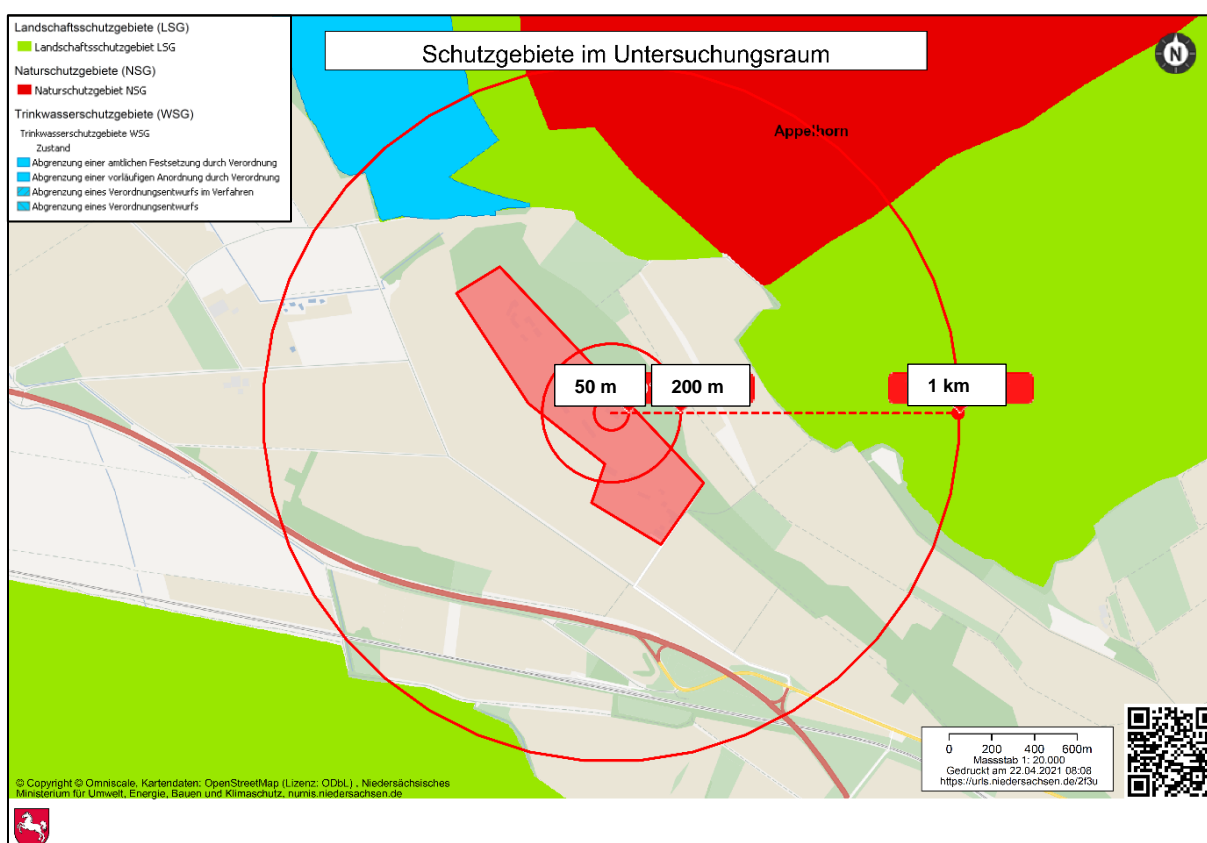 Landschaftsschutzgebiete (LSG)
Landschaftsschutzgebiet LSG
Naturschutzgebiete (NSG)
Naturschutzgebiet NSG
Trinkwasserschutzgebiete (WSG)
Trinkwasserschutzgebiete WSG
Zustand
Abgrenzung einer amtlichen Festsetzung durch Verordnung
Abgrenzung einer vorläufigen Anordnung durch Verordnung
Abgrenzung eines Verordnungsentwurfs im Verfahren
Abgrenzung eines Verordnungsentwurfs
Schutzgebiete im Untersuchungsraum
N
Appelhorn
50 m
200 m
1 km
0 200 400 600m
Massstab 1: 20.000
Gedruckt am 22.04.2021 08:08
https://urls.niedersachsen.de/2f3u
© Copyright © Omniscale, Kartendaten: OpenStreetMap (Lizenz: ODbL) , Niedersächsisches
Ministerium für Umwelt, Energie, Bauen und Klimaschutz, numis.niedersachsen.de